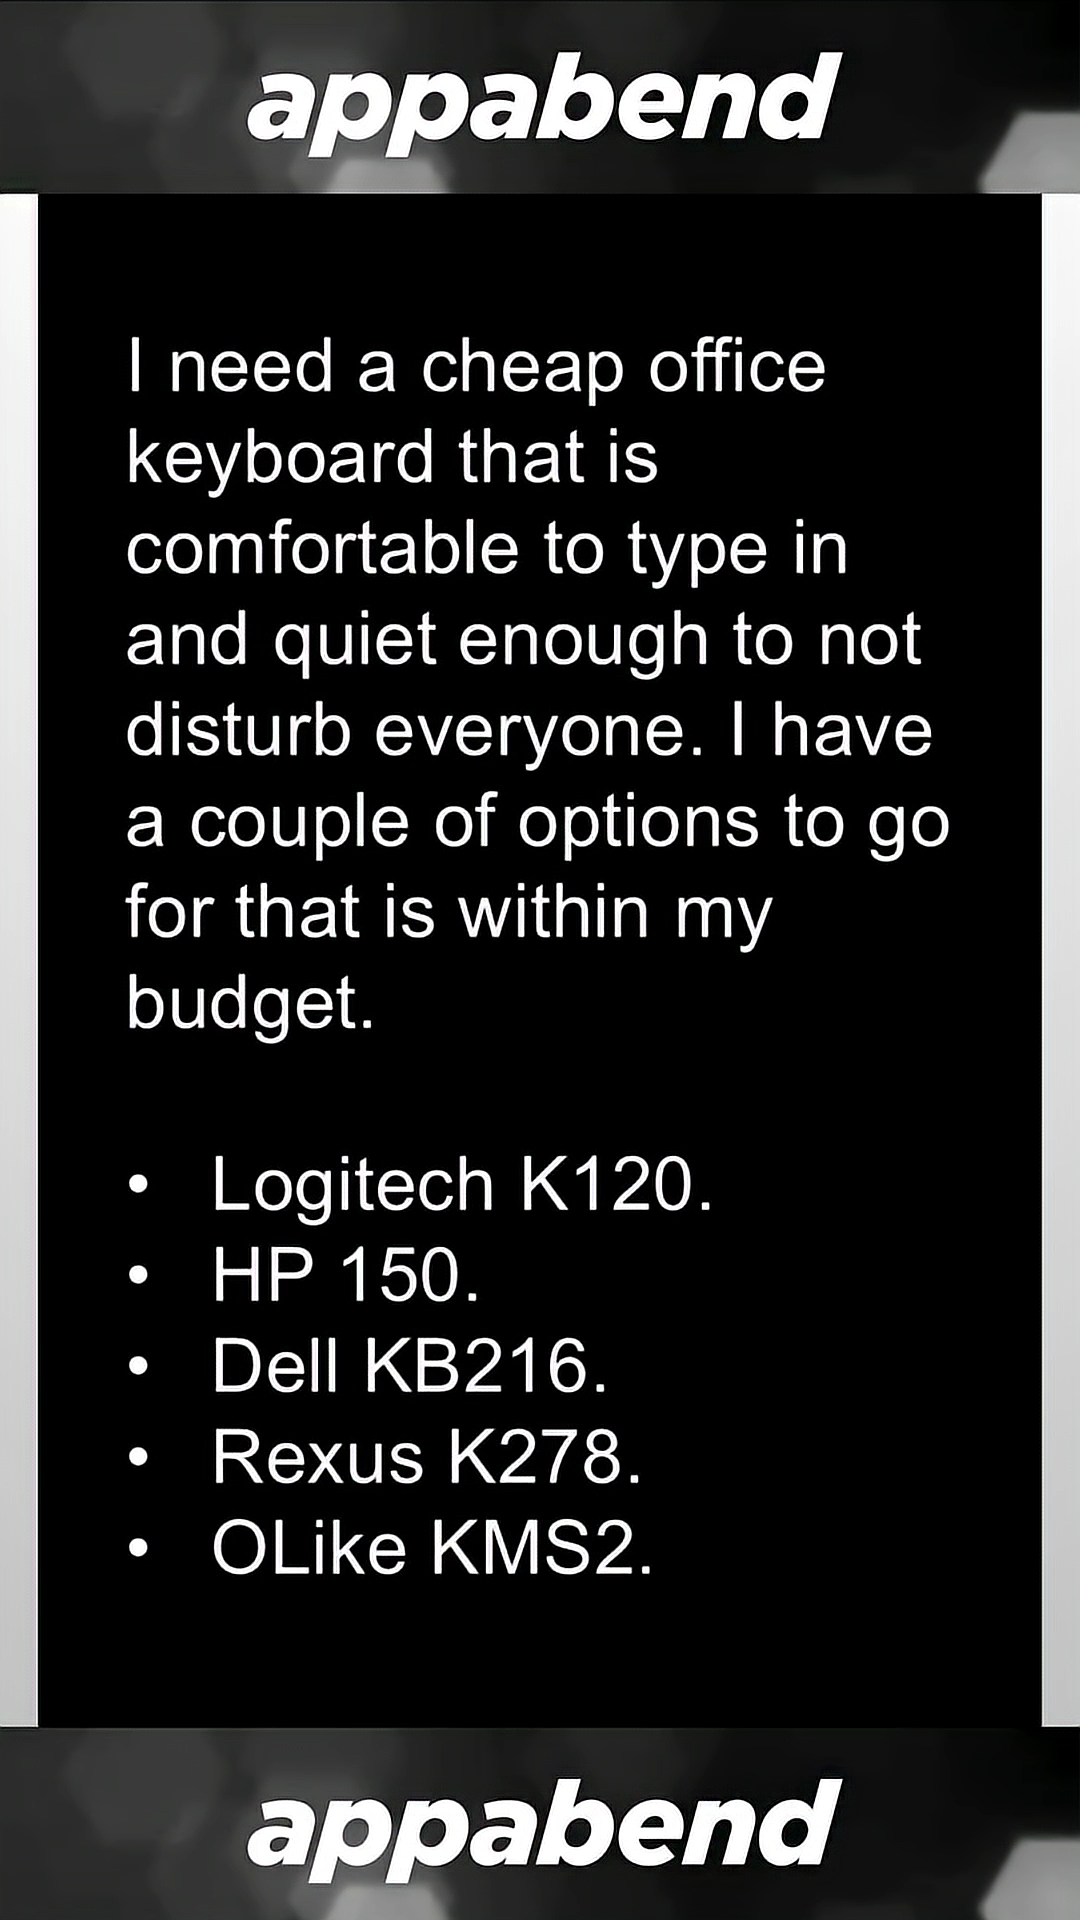 appabend
I need a cheap office
keyboard that is
comfortable to type in
and quiet enough to not
disturb everyone. I have
a couple of options to go
for that is within my
budget.
• Logitech K120.
• HP 150.
• Dell KB216.
• Rexus K278.
• OLike KMS2.
appabend